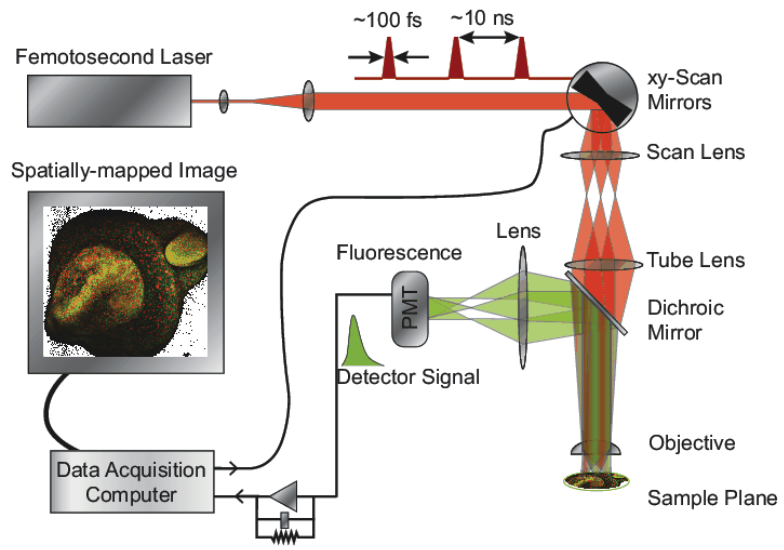 ~100 fs
~10 ns
Femotosecond Laser
xy-Scan
Mirrors
Scan Lens
Spatially-mapped Image
Lens
Fluorescence
Tube Lens
PMT
Dichroic
Mirror
Detector Signal
Objective
Data Acquisition
Computer
Sample Plane